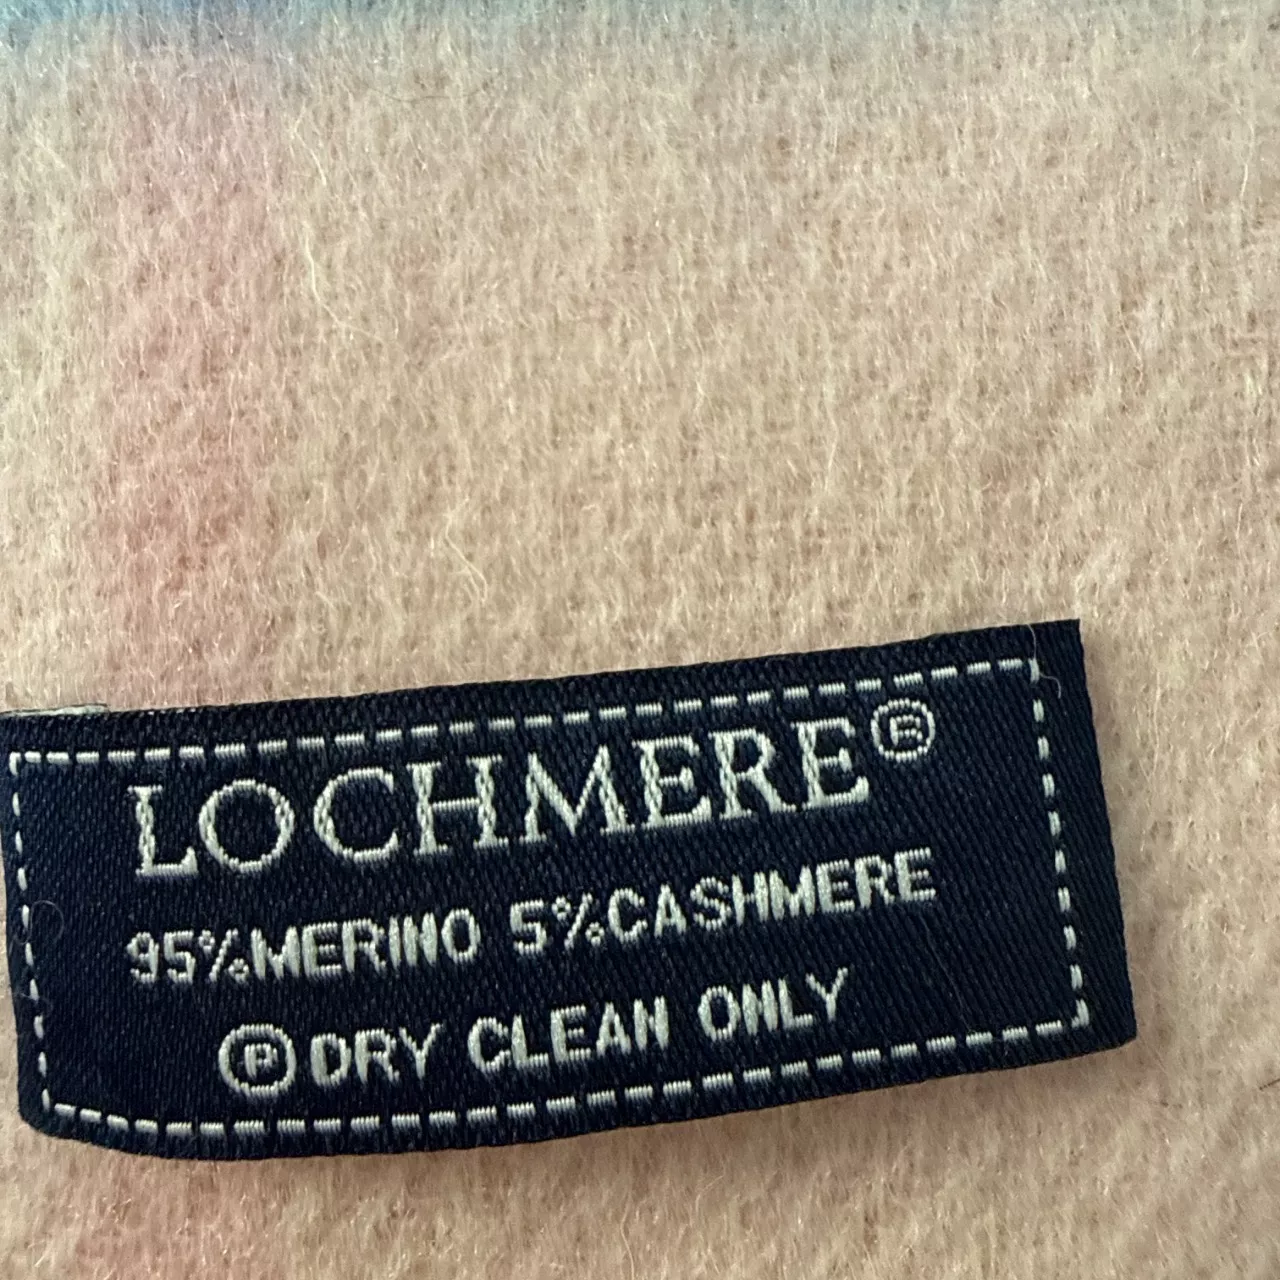 LOCHMERE®
95%MERINO 5%CASHMERE
Ⓟ DRY CLEAN ONLY